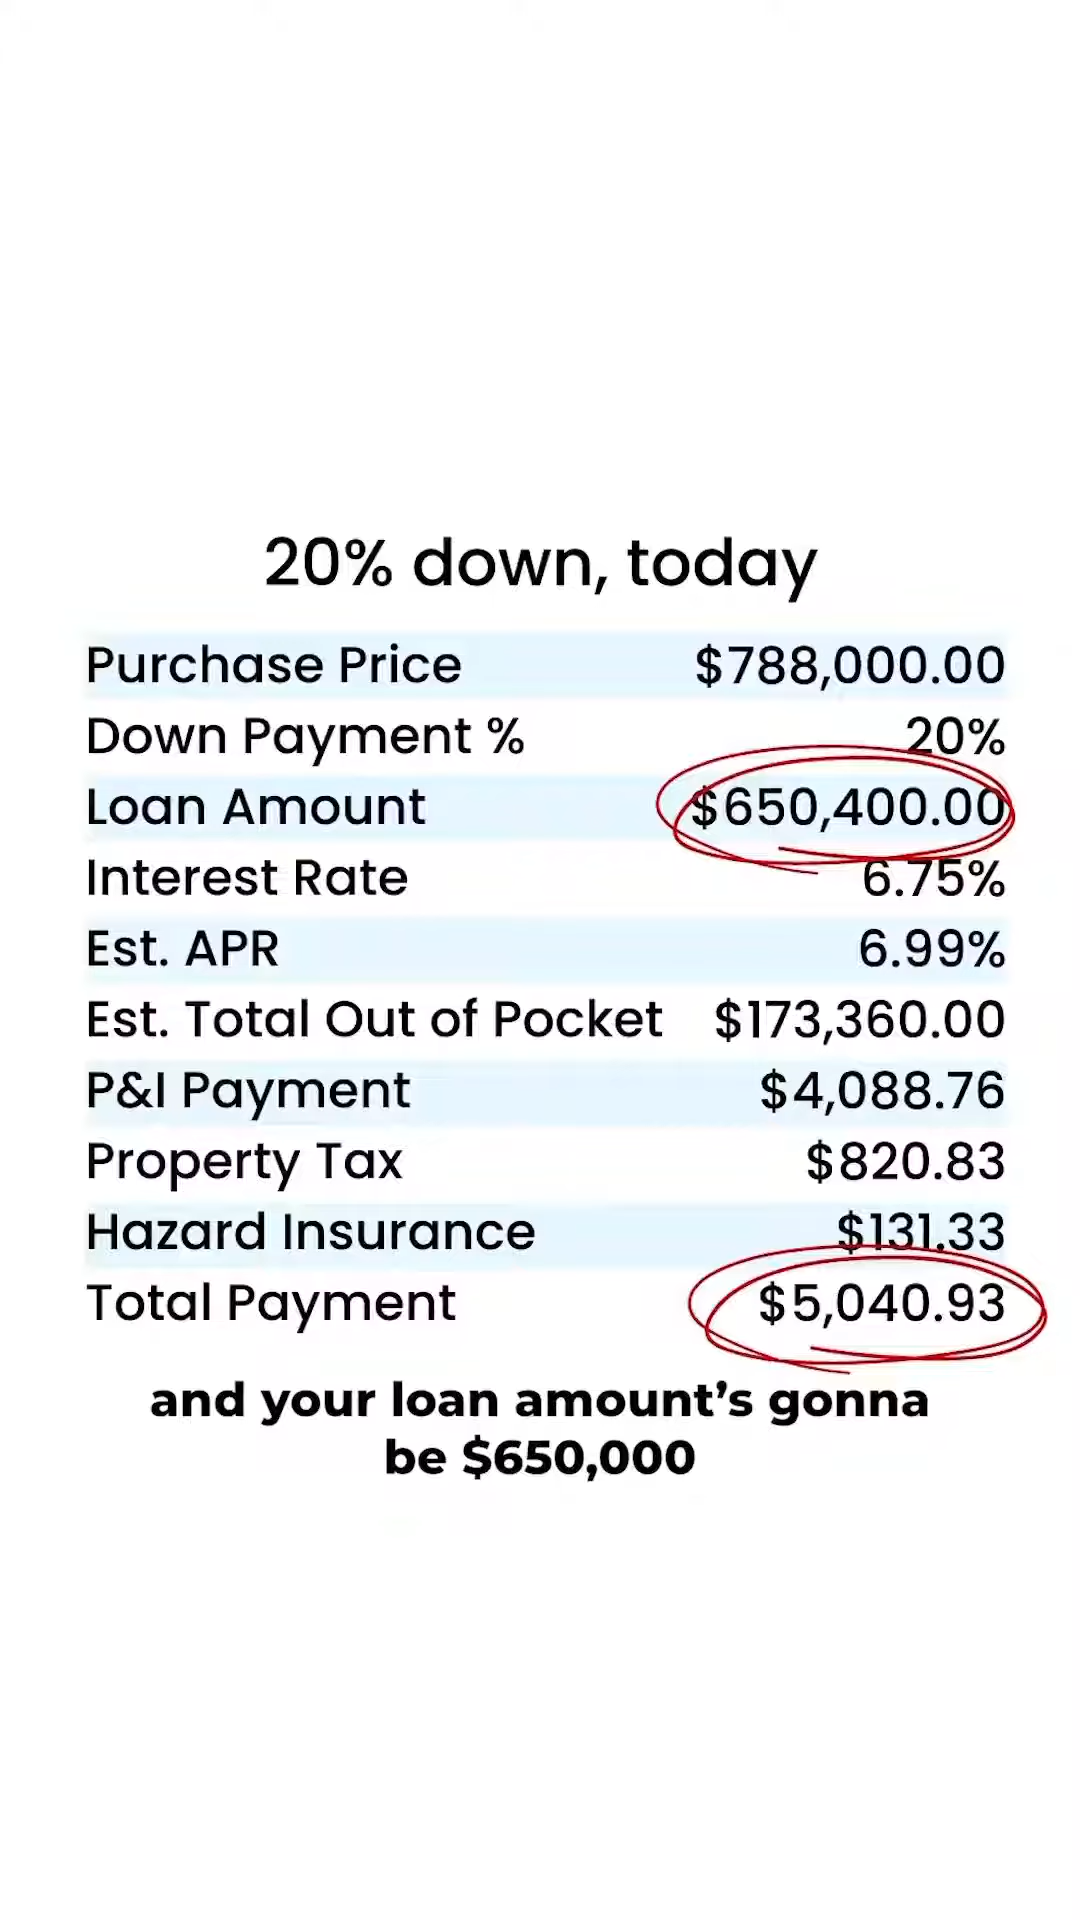 20% down, today
Purchase Price $788,000.00
Down Payment % 20%
Loan Amount $650,400.00
Interest Rate 6.75%
Est. APR 6.99%
Est. Total Out of Pocket $173,360.00
P&I Payment $4,088.76
Property Tax $820.83
Hazard Insurance $131.33
Total Payment $5,040.93
and your loan amount’s gonna
be $650,000